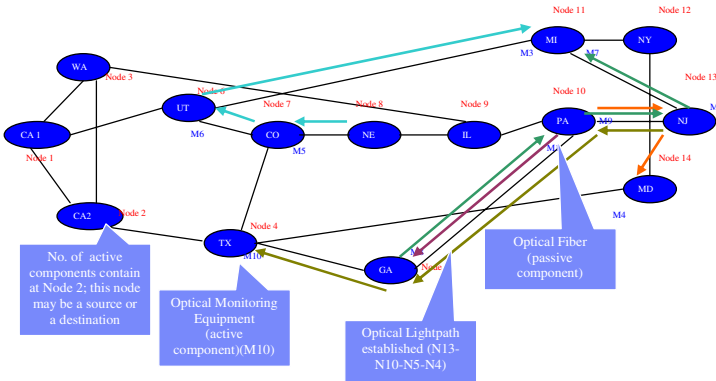 Node 11
Node 12
MI
NY
M3
M7
WA
Node 3
Node 13
Node 6
UT
Node 7
Node 8
Node 9
Node 10
M
CA 1
M6
CO
M5
NE
IL
PA
M9
NJ
Node 1
Node 14
MD
M4
CA2
Node 2
Node 4
TX
M10
GA
Node
No. of active
components contain
at Node 2; this node
may be a source or
a destination
Optical Monitoring
Equipment
(active
component)(M10)
Optical Lightpath
established (N13-
N10-N5-N4)
Optical Fiber
(passive
component)